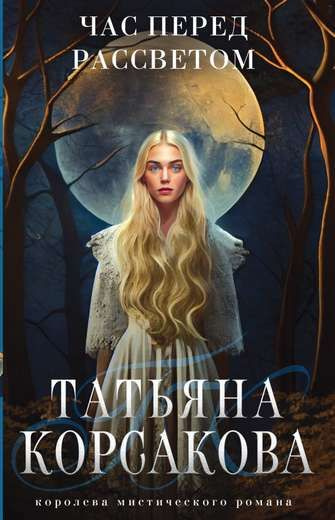 ЧАС ПЕРЕД
РАССВЕТОМ
ТАТЬЯНА
КОРСАКОВА
королева мистического романа